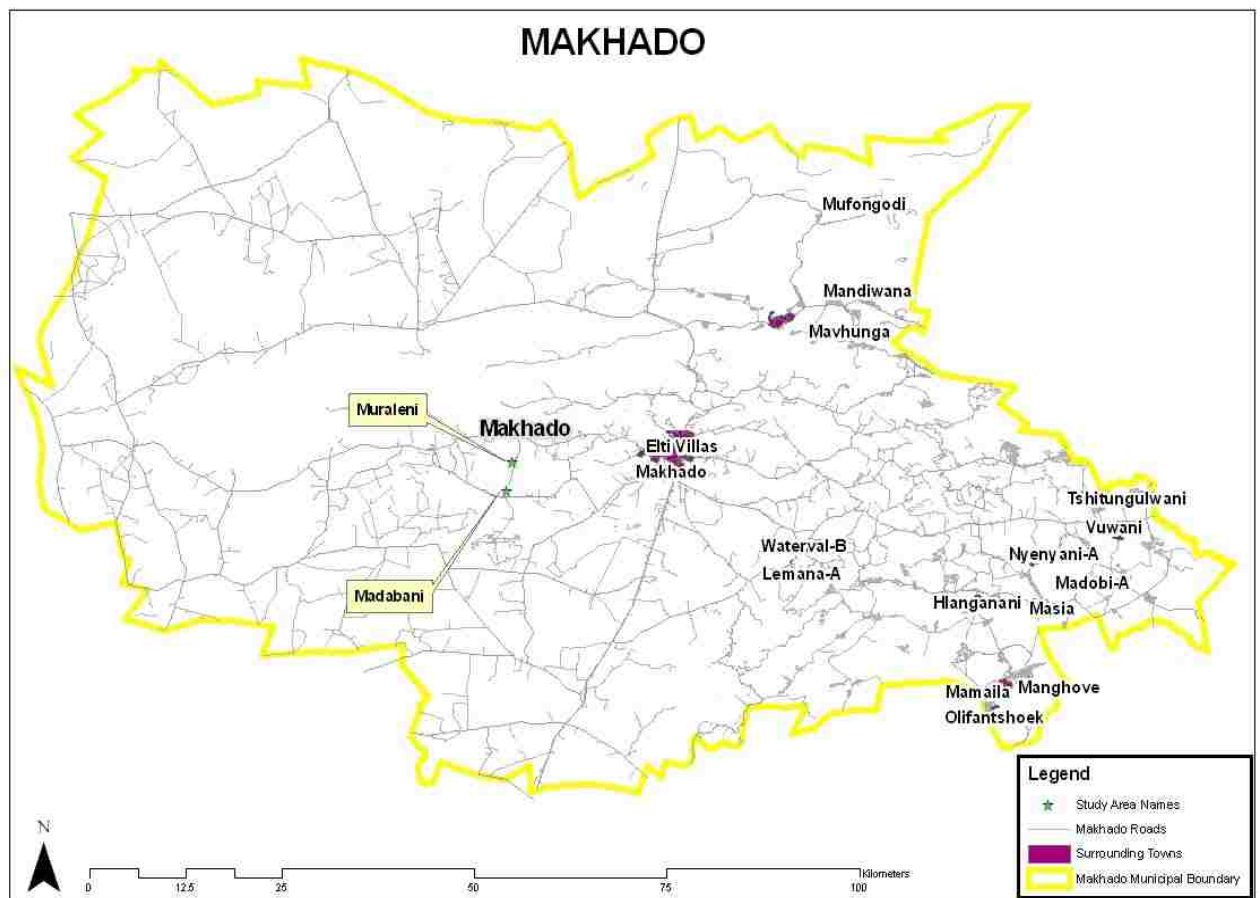 MAKHADO
Mufongodi
Mandiwana
Mavhunga
Muraleni
Makhado
Elti Villas
Makhado
Tshitungulwani
Vuwani
Waterval-B
Nyenyani-A
Lemana-A
Madobi-A
Madabani
Hlanganani
Masia
Mamaila
Manghove
Olifantshoek
Legend
Study Area Names
Makhado Roads
Surrounding Towns
Makhado Municipal Boundary
N
Kilometers
0 12.5 25 50 75 100